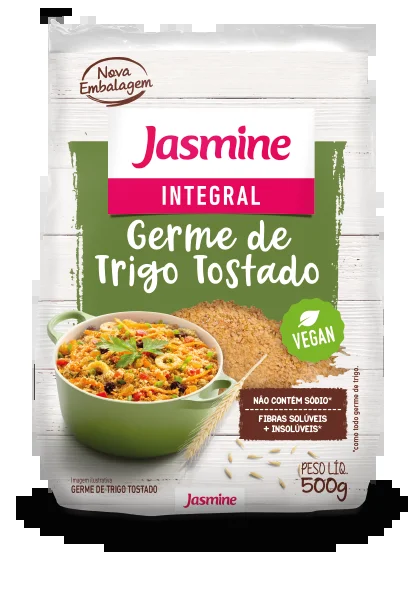 Nova
Embalagem
Jasmine
INTEGRAL
Germe de
Trigo Tostado
VEGAN
NÃO CONTÉM SÓDIO*
FIBRAS SOLÚVEIS
+ INSOLÚVEIS*
*como todo germe de trigo.
PESO LÍQ.
500g
Imagem ilustrativa
GERME DE TRIGO TOSTADO
Jasmine